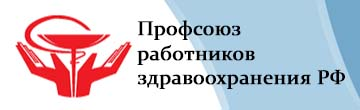 Профсоюз
работников
здравоохранения РФ